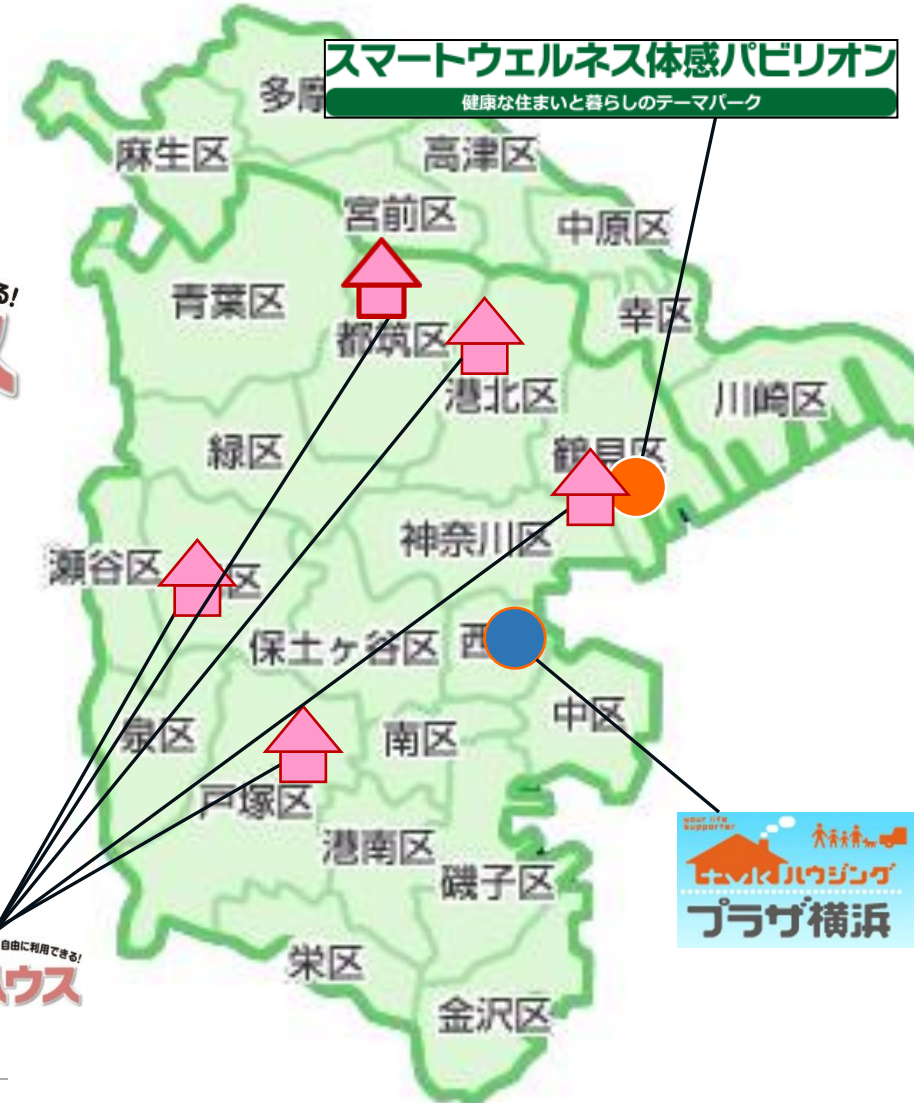 スマートウェルネス体感パビリオン
健康な住まいと暮らしのテーマパーク
多摩
麻生区
高津区
宮前区
中原区
る!
青葉区
幸区
都筑区
港北区
川崎区
緑区
鶴見区
神奈川区
瀬谷区
区
保土ヶ谷区
西
中区
泉区
南区
戸塚区
港南区
磯子区
your life
supporter
tvkハウジング
プラザ横浜
自由に利用できる!
ハウス
栄区
金沢区